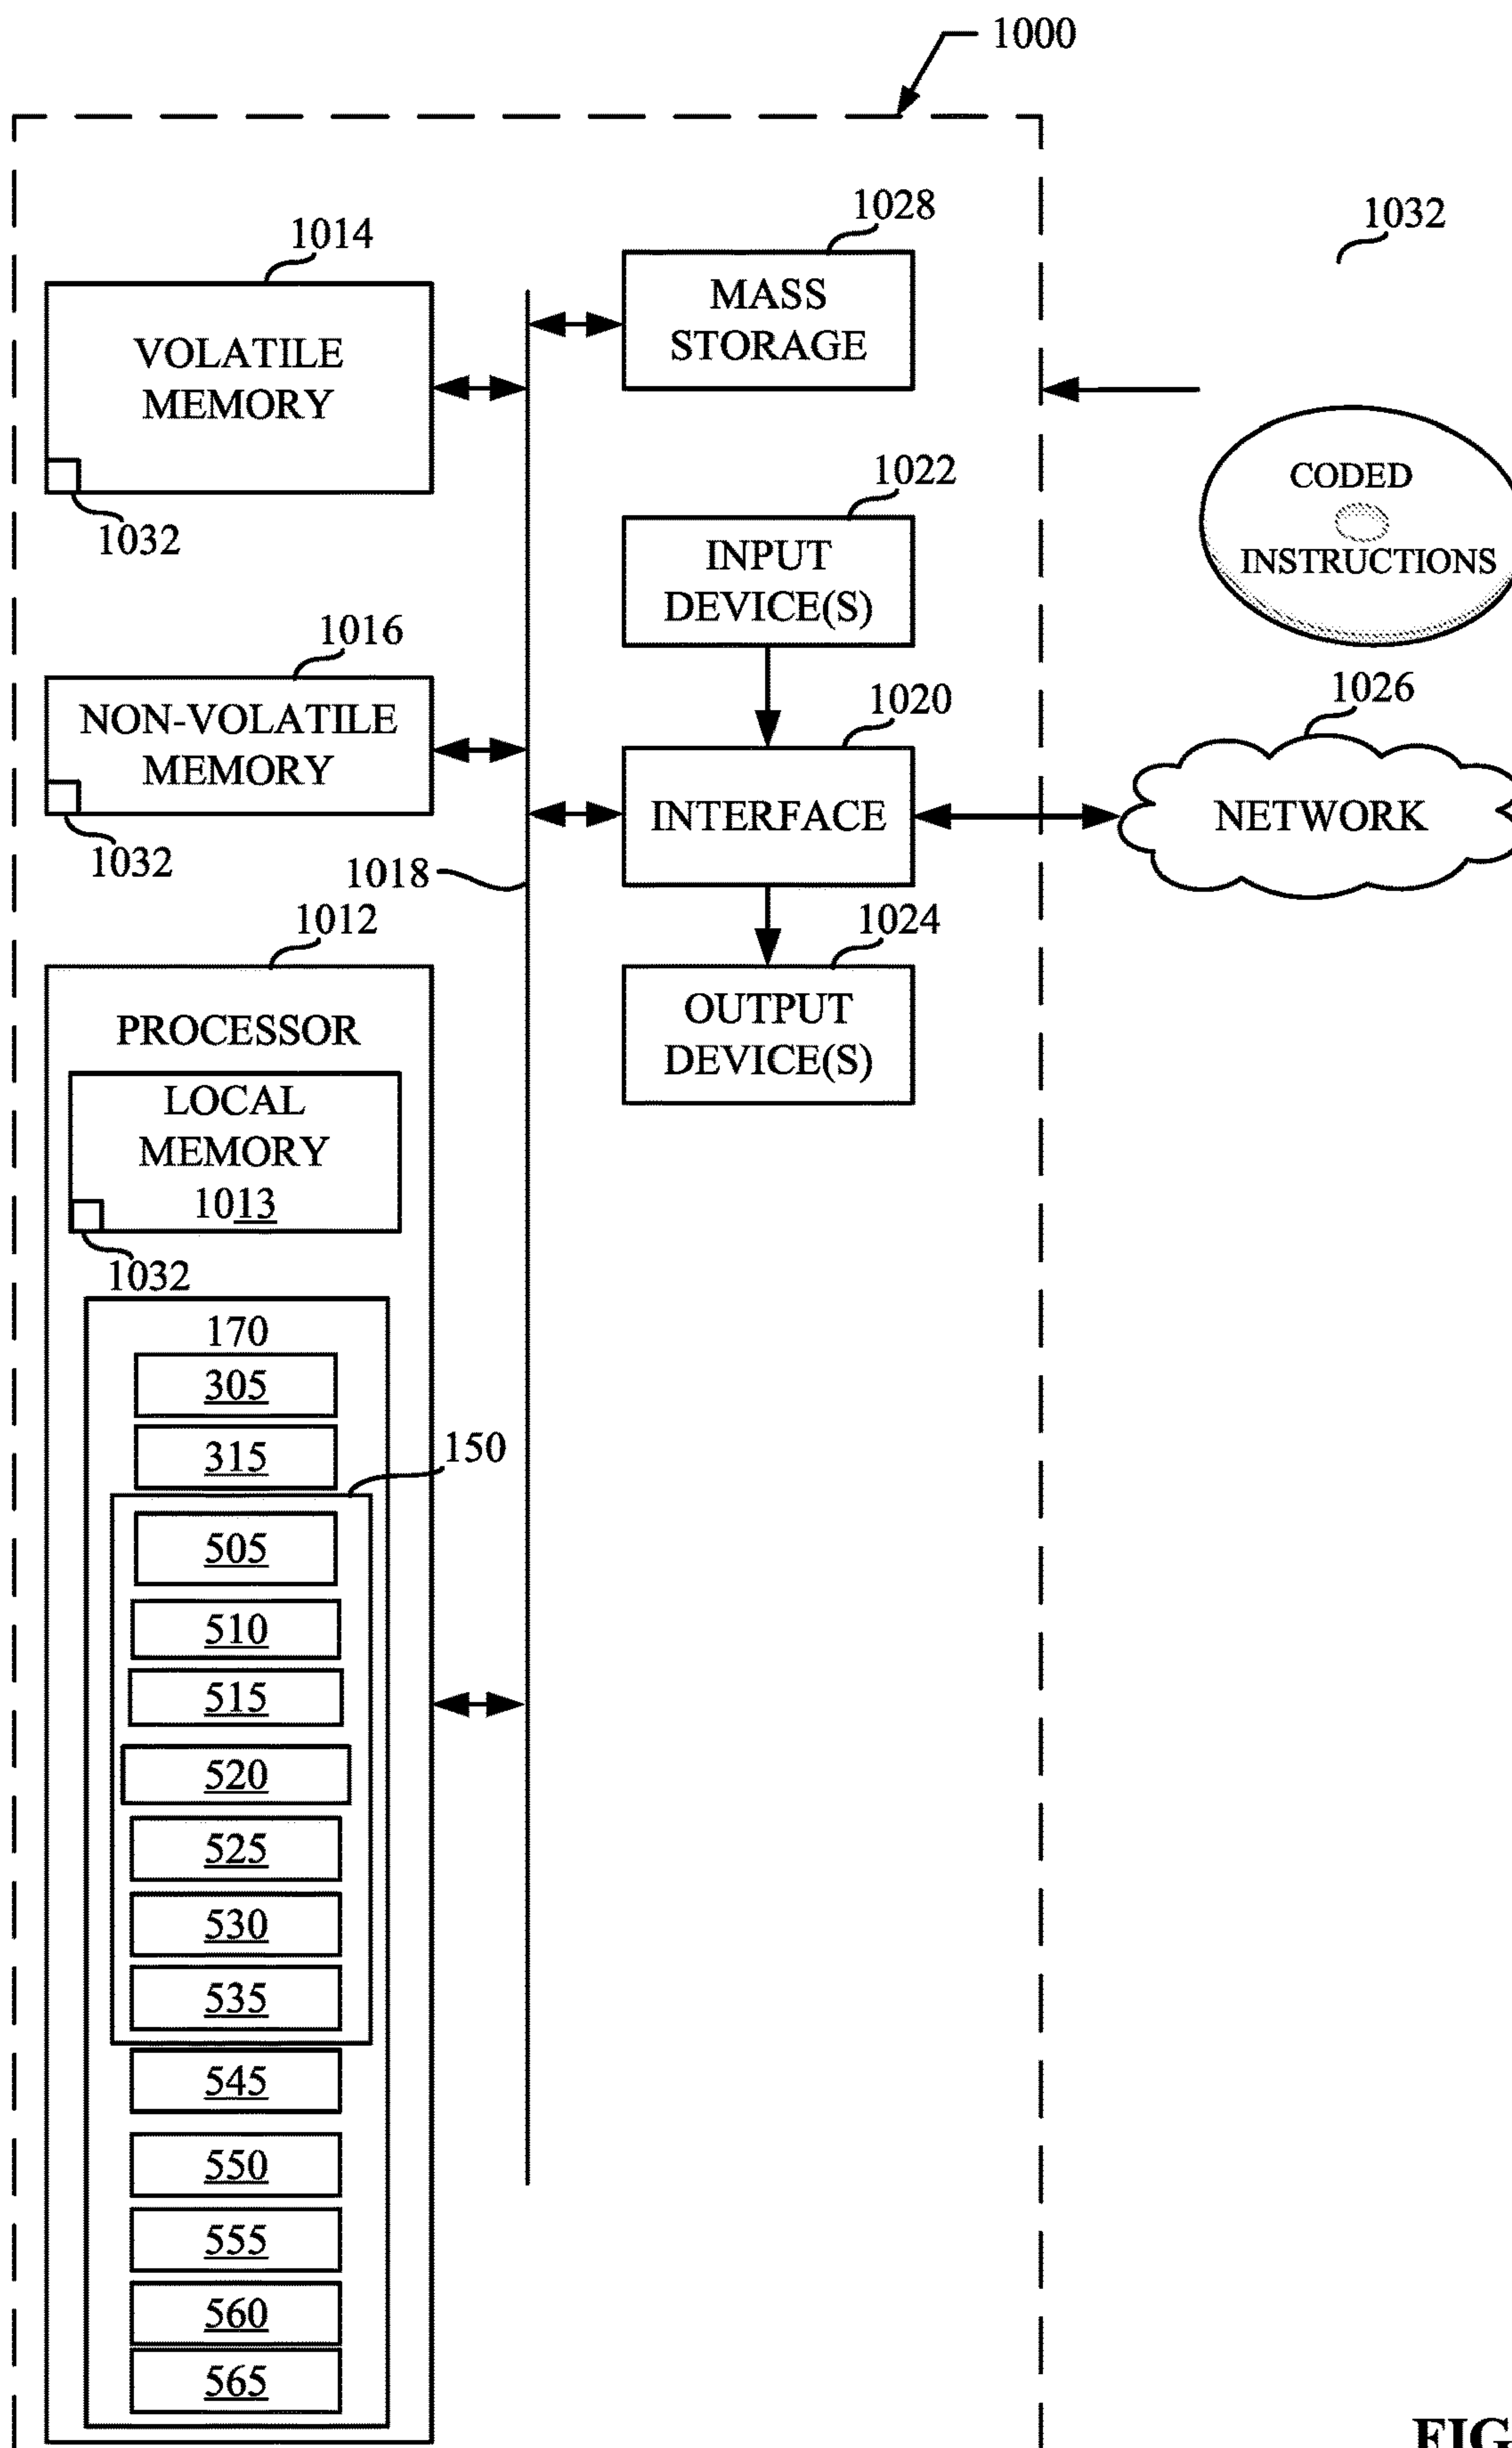 1000
1028
1032
1014
MASS
STORAGE
VOLATILE
MEMORY
1022
CODED
INSTRUCTIONS
1032
INPUT
DEVICE(S)
1016
1020
1026
NON-VOLATILE
MEMORY
INTERFACE
NETWORK
1032
1018
1012
1024
PROCESSOR
OUTPUT
DEVICE(S)
LOCAL
MEMORY
1013
1032
170
305
315
150
505
510
515
520
525
530
535
545
550
555
560
565
FIG